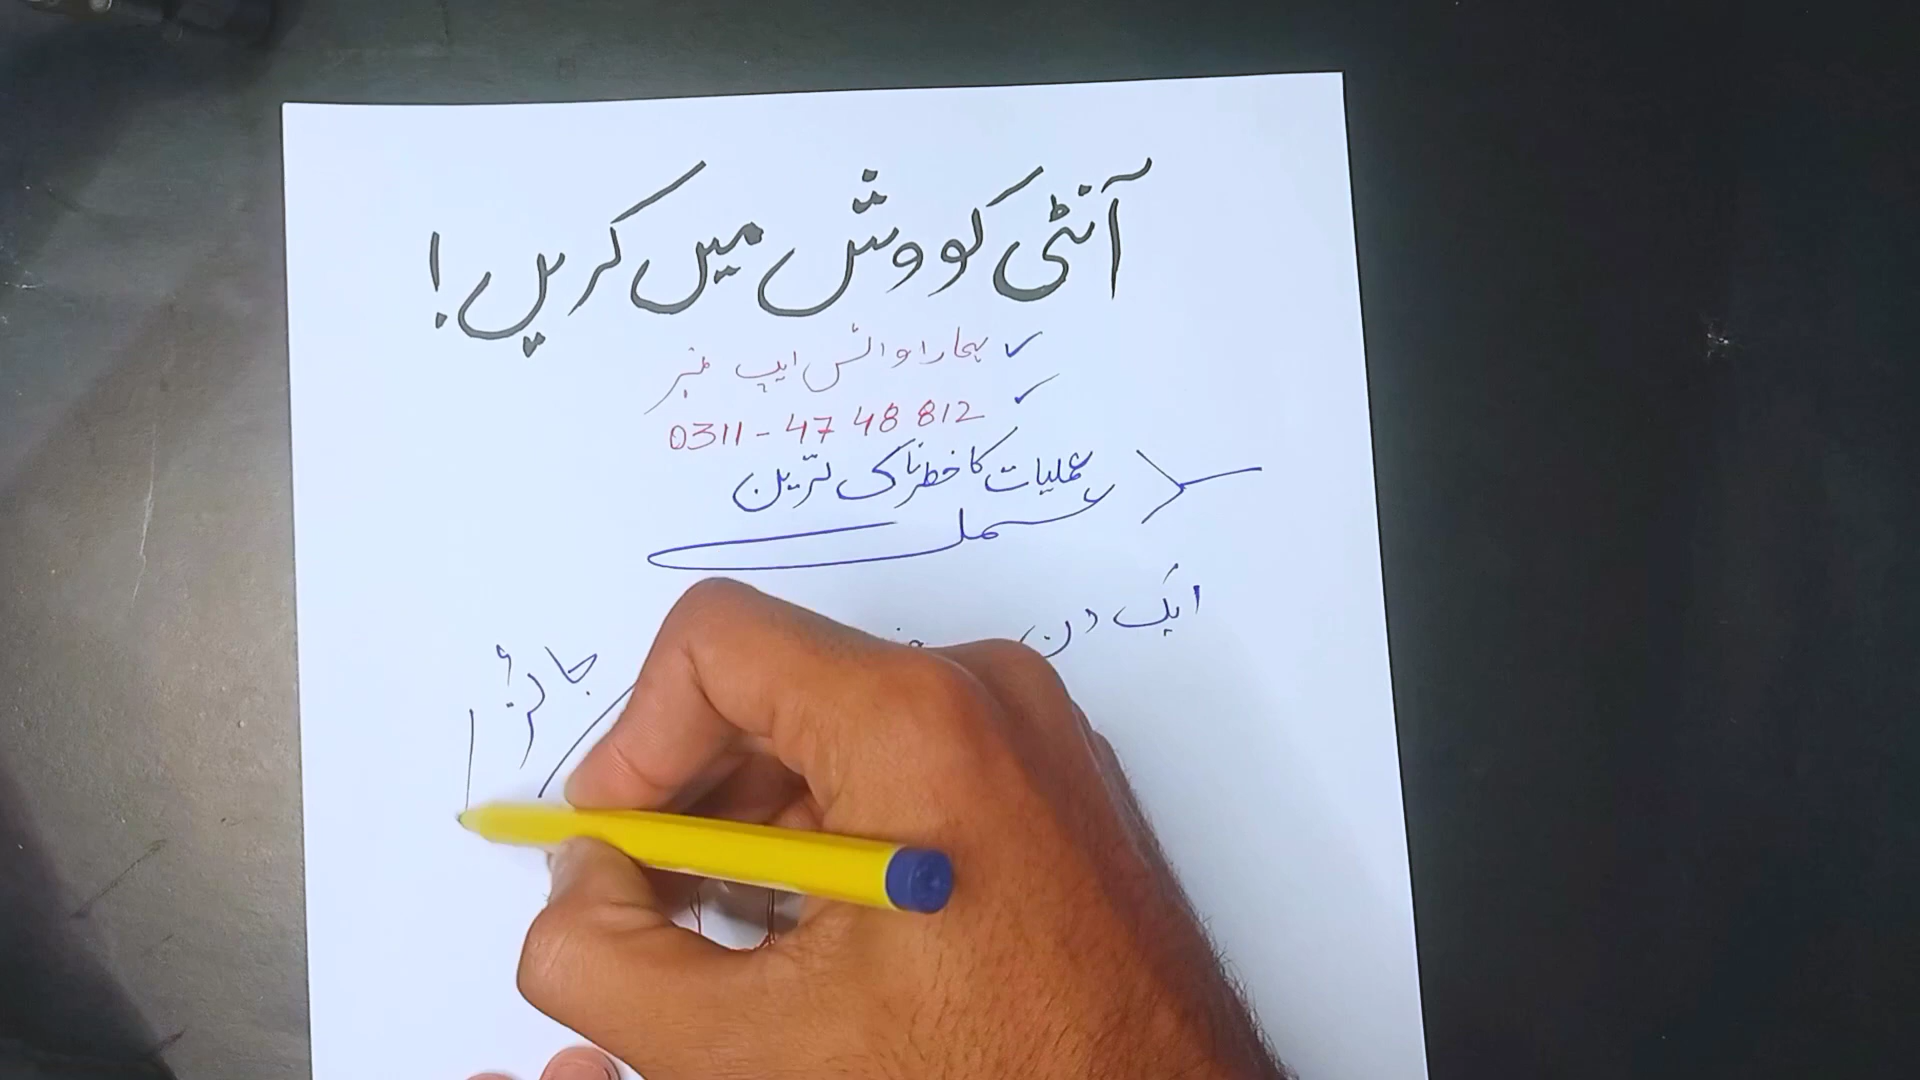 آنٹی کو وش میں کریں!
ہمارا واٹس ایپ نمبر
0311-47 48 812
عملیات کا خطرناک ترین
عمل
ایک دن
جائز